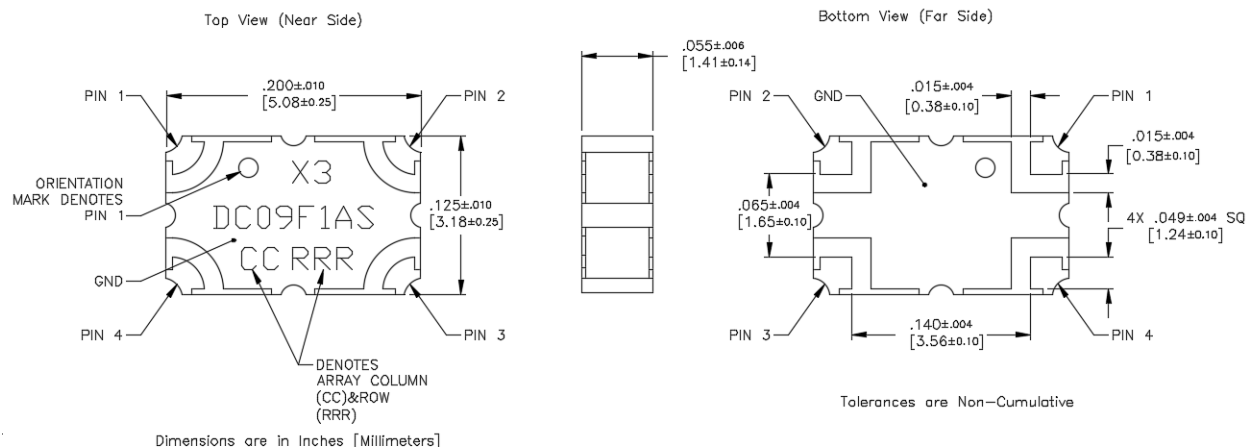 Top View (Near Side)
Bottom View (Far Side)
.200±.010
[5.08±0.25]
PIN 1
PIN 2
ORIENTATION
MARK DENOTES
PIN 1
X3
DC09F1AS
CC RRR
.125±.010
[3.18±0.25]
GND
PIN 4
PIN 3
DENOTES
ARRAY COLUMN
(CC)&ROW
(RRR)
Dimensions are in Inches [Millimeters]
.055±.006
[1.41±0.14]
PIN 2
GND
.015±.004
[0.38±0.10]
PIN 1
.015±.004
[0.38±0.10]
.065±.004
[1.65±0.10]
4X .049±.004 SQ
[1.24±0.10]
PIN 3
.140±.004
[3.56±0.10]
PIN 4
Tolerances are Non-Cumulative